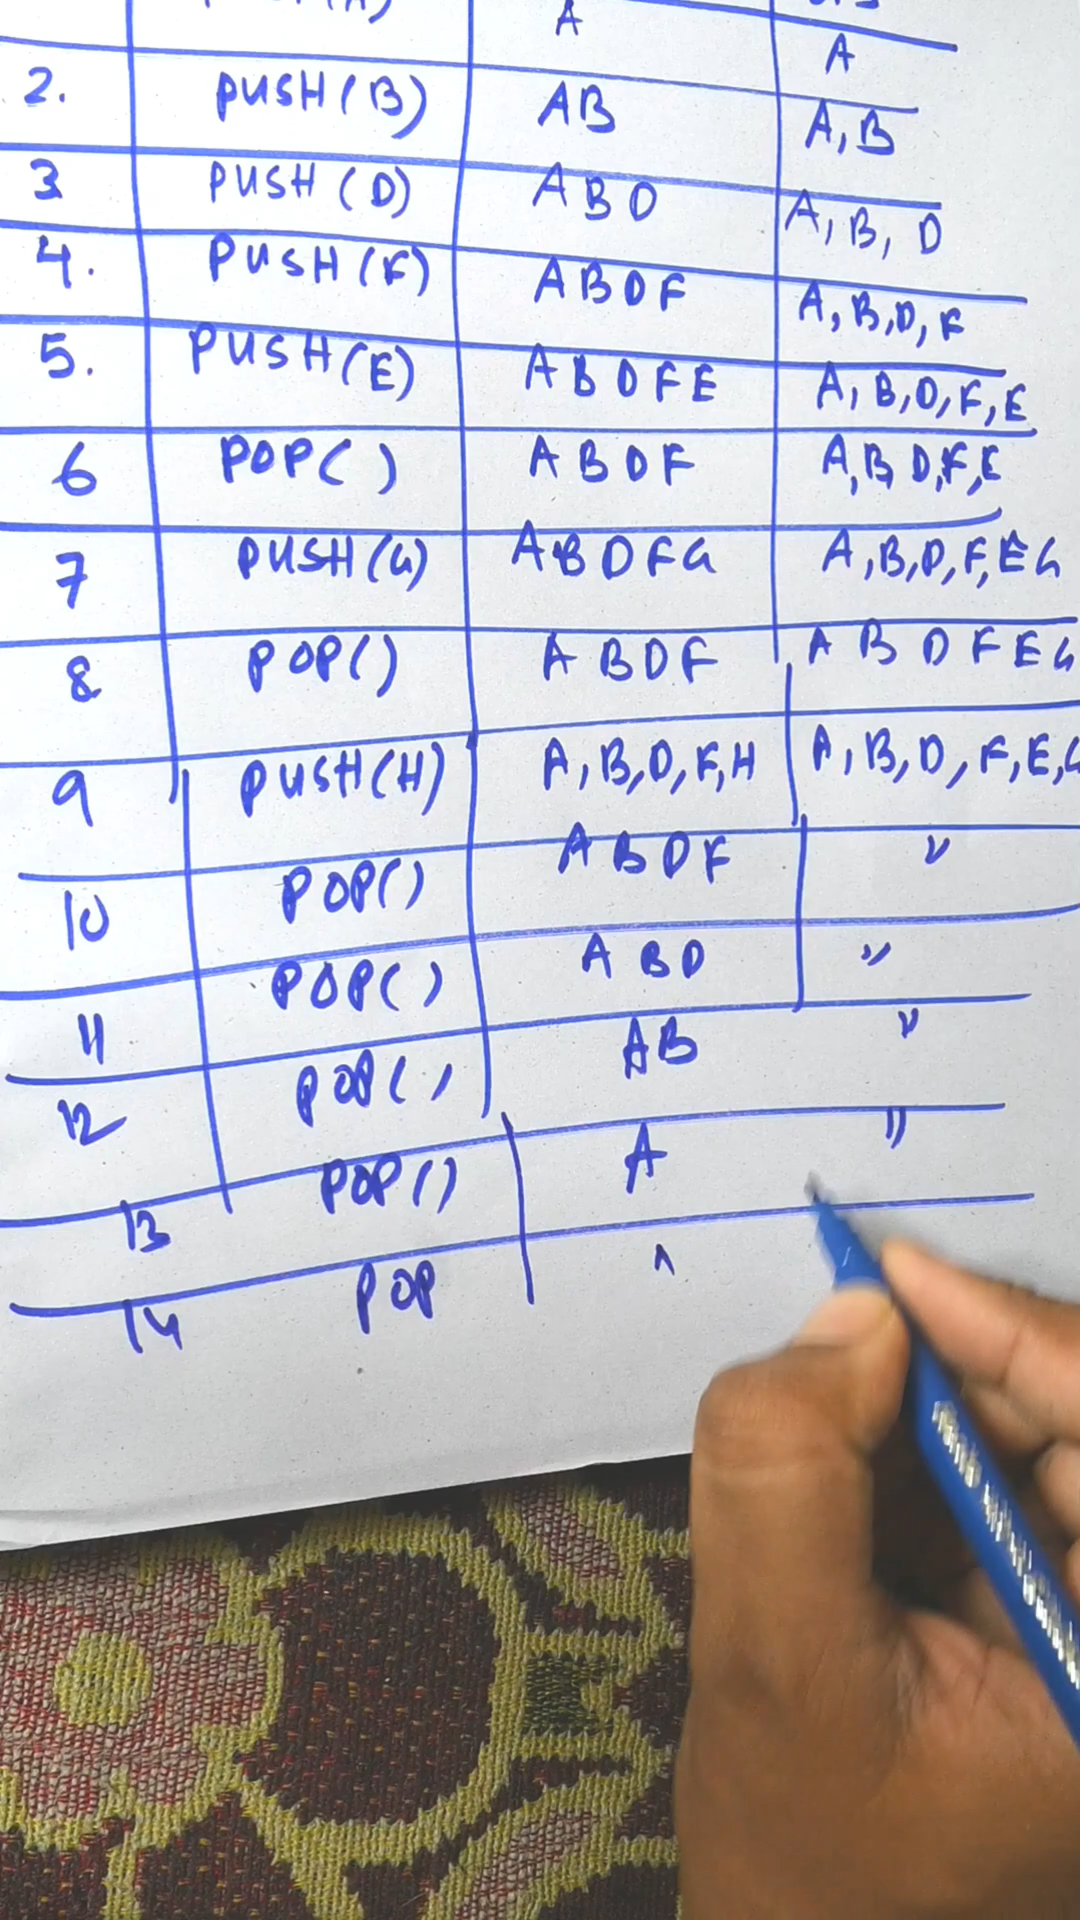 A A
2. PUSH(B) AB A, B
3 PUSH (D) ABD A, B, D
4. PUSH(F) ABDF A, B, D, F
5. PUSH(E) ABDFE A, B, D, F, E
6 POP( ) ABDF A, B, D, F, E
7 PUSH(G) ABDFG A, B, D, F, E G
8 POP() ABDF A B D F E G
9 PUSH(H) A, B, D, F, H A, B, D, F, E, G
10 POP() ABDF "
11 POP() ABD "
12 POP() AB "
13 POP() A "
14 POP